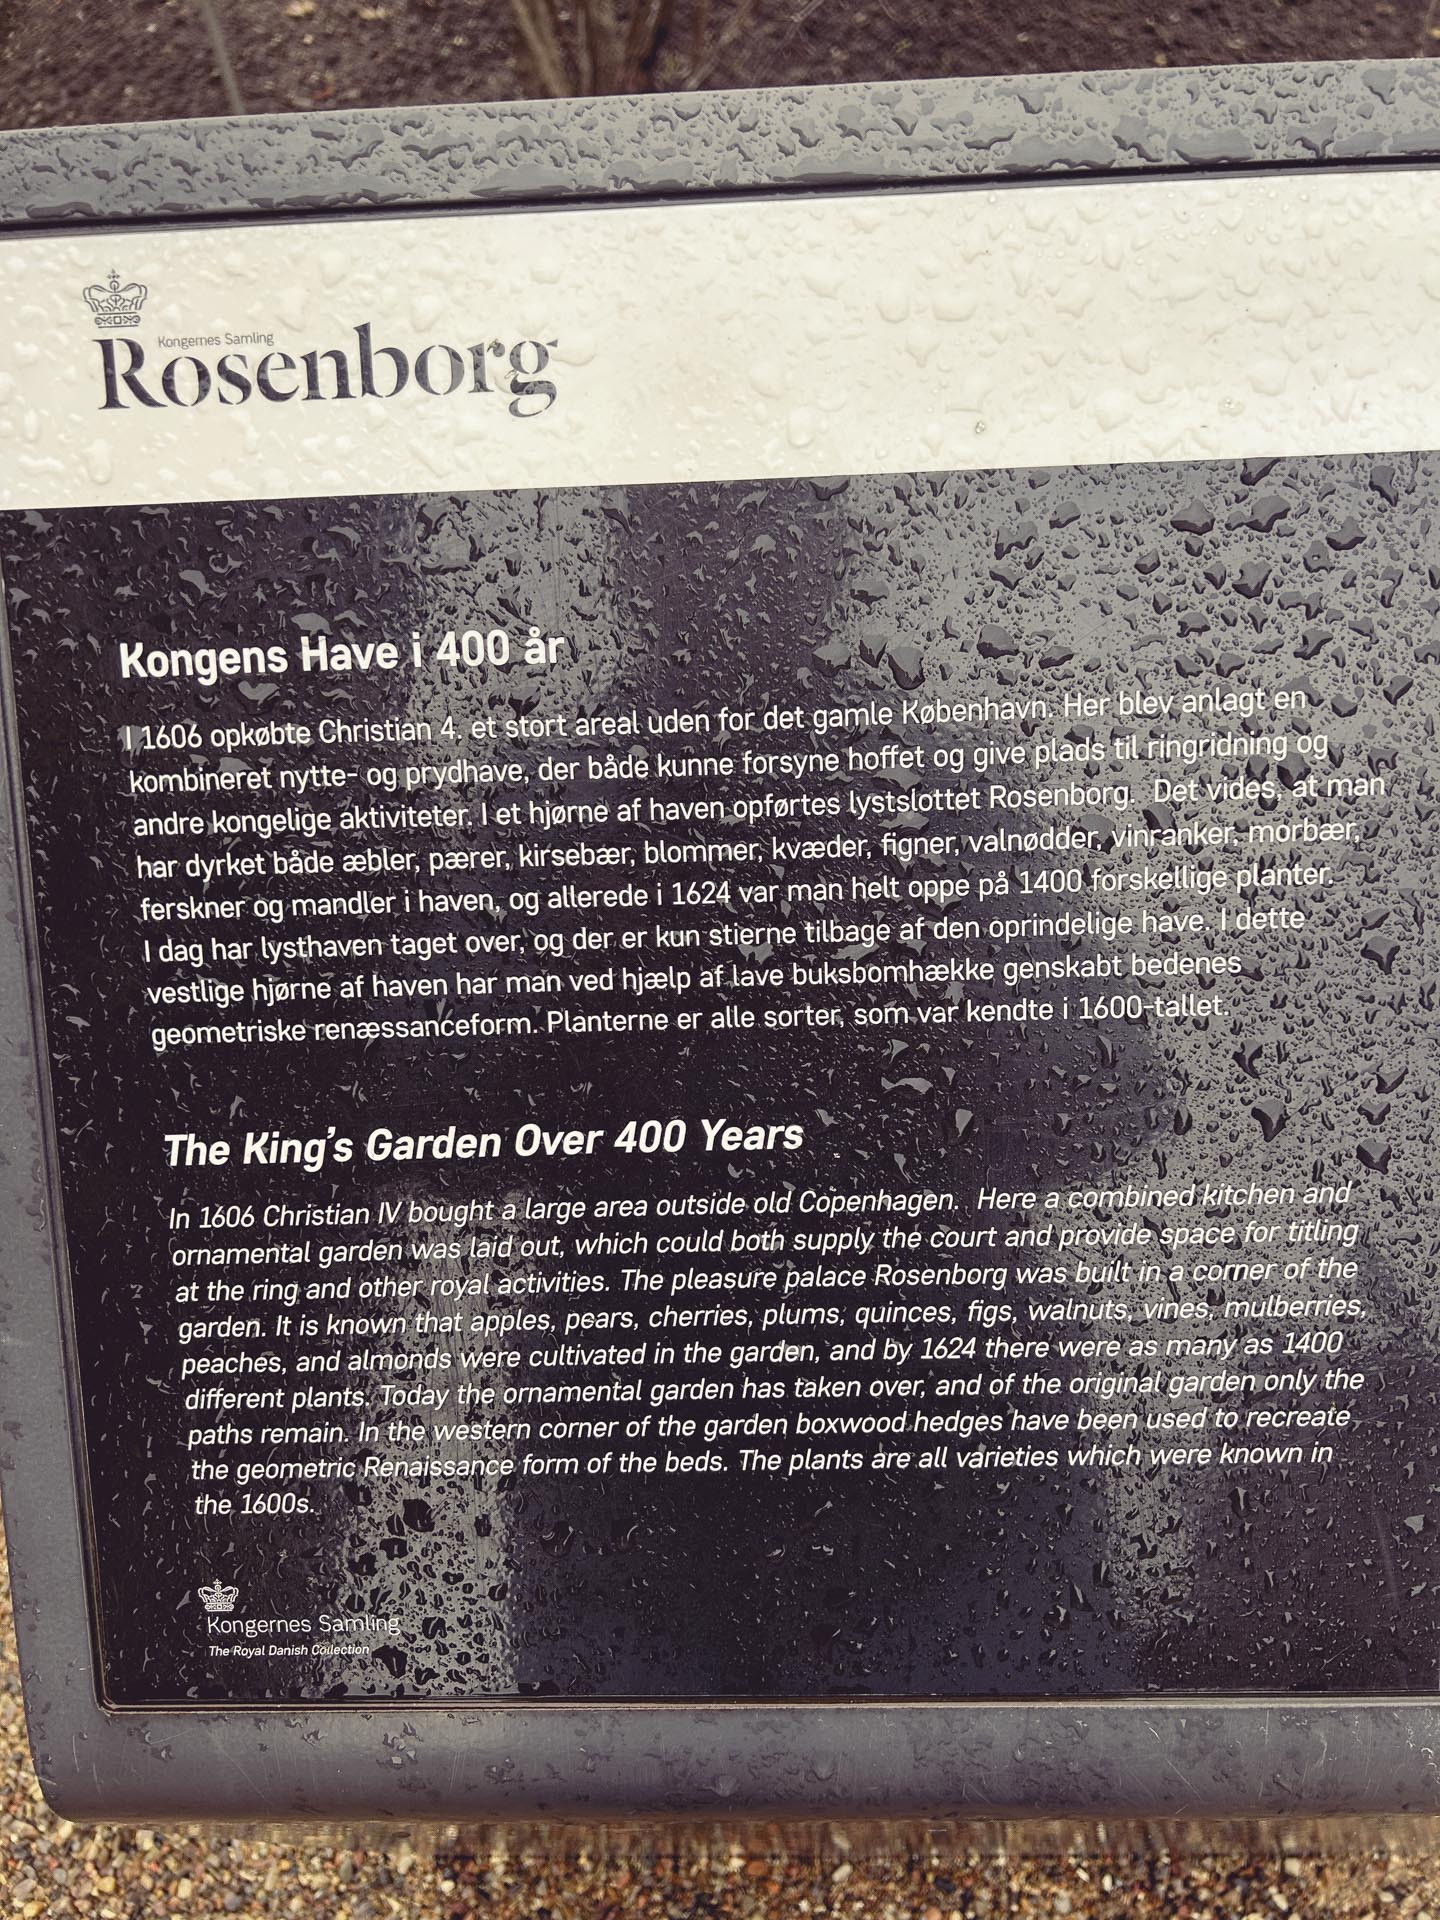 Kongernes Samling
Rosenborg
Kongens Have i 400 år
I 1606 opkøbte Christian 4. et stort areal uden for det gamle København. Her blev anlagt en
kombineret nytte- og prydhave, der både kunne forsyne hoffet og give plads til ringridning og
andre kongelige aktiviteter. I et hjørne af haven opførtes lystslottet Rosenborg. Det vides, at man
har dyrket både æbler, pærer, kirsebær, blommer, kvæder, figner, valnødder, vinranker, morbær,
ferskner og mandler i haven, og allerede i 1624 var man helt oppe på 1400 forskellige planter.
I dag har lysthaven taget over, og der er kun stierne tilbage af den oprindelige have. I dette
vestlige hjørne af haven har man ved hjælp af lave buksbomhække genskabt bedenes
geometriske renæssanceform. Planterne er alle sorter, som var kendte i 1600-tallet.
The King's Garden Over 400 Years
In 1606 Christian IV bought a large area outside old Copenhagen. Here a combined kitchen and
ornamental garden was laid out, which could both supply the court and provide space for titling
at the ring and other royal activities. The pleasure palace Rosenborg was built in a corner of the
garden. It is known that apples, pears, cherries, plums, quinces, figs, walnuts, vines, mulberries,
peaches, and almonds were cultivated in the garden, and by 1624 there were as many as 1400
different plants. Today the ornamental garden has taken over, and of the original garden only the
paths remain. In the western corner of the garden boxwood hedges have been used to recreate
the geometric Renaissance form of the beds. The plants are all varieties which were known in
the 1600s.
Kongernes Samling
The Royal Danish Collection